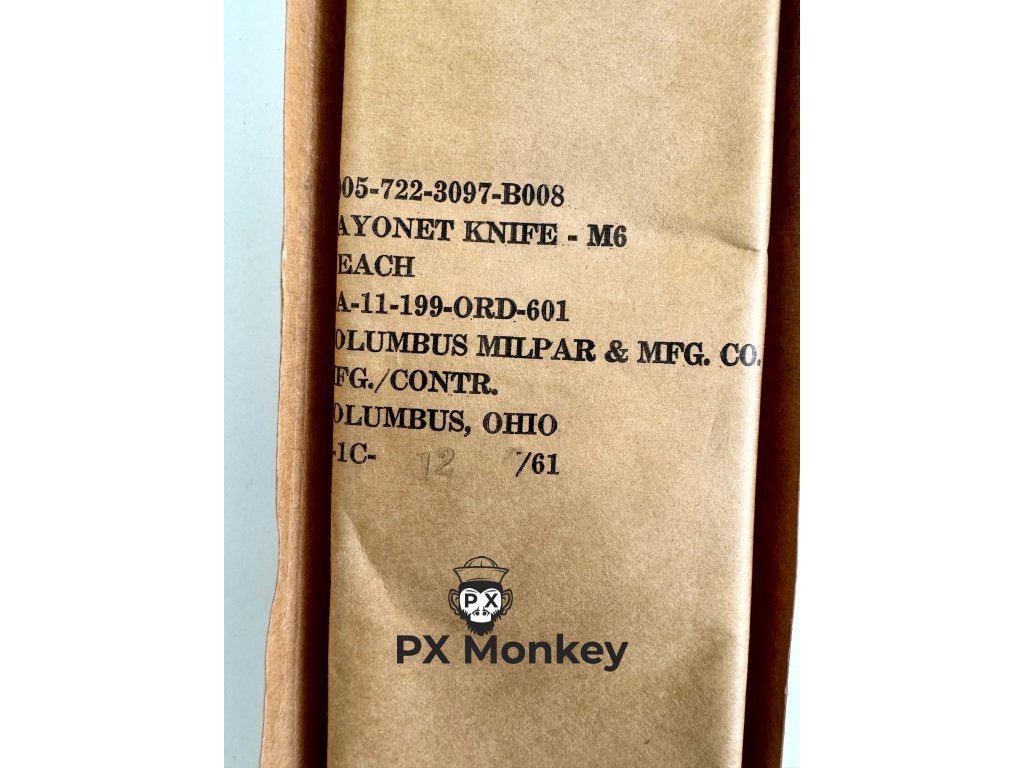 005-722-3097-B008
AYONET KNIFE - M6
EACH
A-11-199-ORD-601
OLUMBUS MILPAR & MFG. CO.
FG./CONTR.
OLUMBUS, OHIO
-1C- 12 /61
P X
PX Monkey